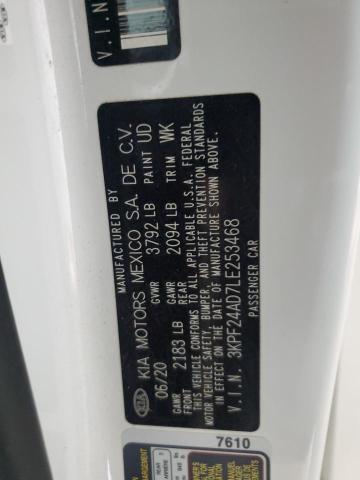 V.I.N.
MANUFACTURED BY
KIA KIA MOTORS MEXICO S.A. DE C.V.
06/20 GVWR 3792 LB PAINT UD
GAWR FRONT 2183 LB GAWR REAR 2094 LB TRIM WK
THIS VEHICLE CONFORMS TO ALL APPLICABLE U.S.A. FEDERAL
MOTOR VEHICLE SAFETY, BUMPER, AND THEFT PREVENTION STANDARDS
IN EFFECT ON THE DATE OF MANUFACTURE SHOWN ABOVE.
V.I.N. 3KPF24AD7LE253468
PASSENGER CAR
7610